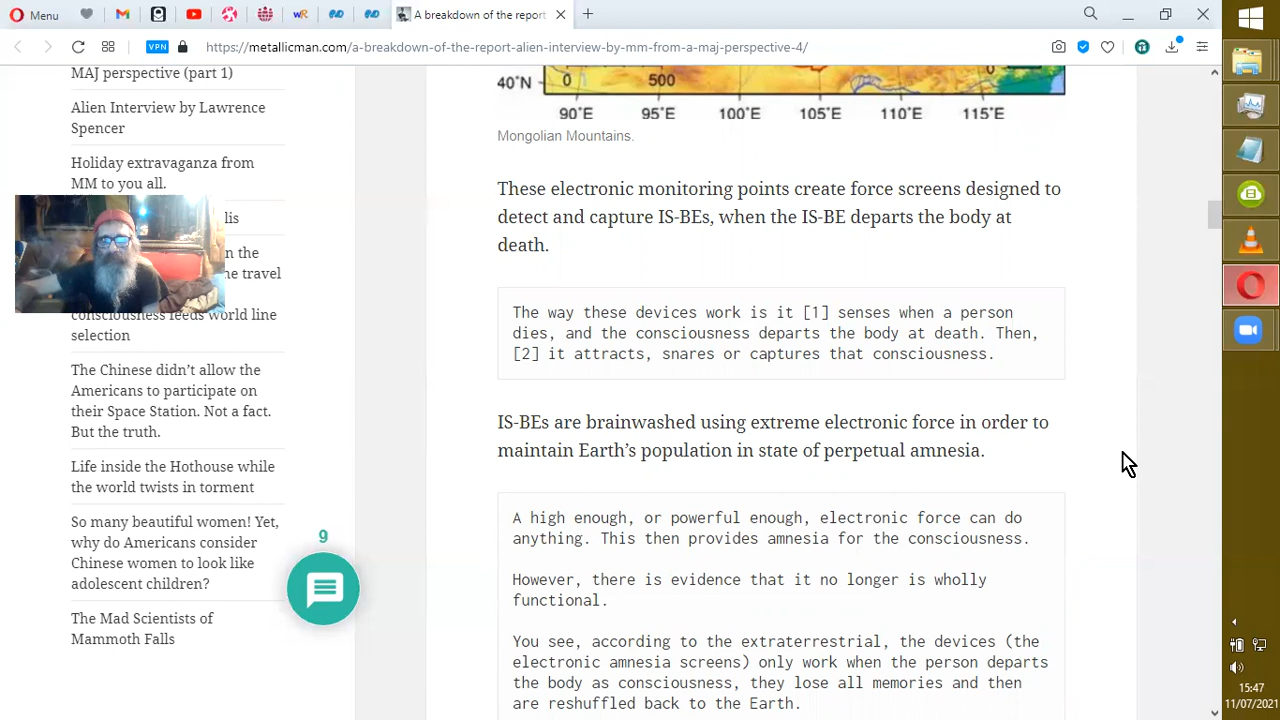 Menu
wR
A breakdown of the report
VPN
https://metallicman.com/a-breakdown-of-the-report-alien-interview-by-mm-from-a-maj-perspective-4/
MAJ perspective (part 1)
Alien Interview by Lawrence
Spencer
Holiday extravaganza from
MM to you all.
lis
n the
ne travel
consciousness feeds world line
selection
The Chinese didn’t allow the
Americans to participate on
their Space Station. Not a fact.
But the truth.
Life inside the Hothouse while
the world twists in torment
So many beautiful women! Yet,
why do Americans consider
Chinese women to look like
adolescent children?
The Mad Scientists of
Mammoth Falls
9
40°N
0
500
0
90°E
95°E
100°E
105°E
110°E
115°E
Mongolian Mountains.
These electronic monitoring points create force screens designed to
detect and capture IS-BEs, when the IS-BE departs the body at
death.
The way these devices work is it [1] senses when a person
dies, and the consciousness departs the body at death. Then,
[2] it attracts, snares or captures that consciousness.
IS-BEs are brainwashed using extreme electronic force in order to
maintain Earth’s population in state of perpetual amnesia.
A high enough, or powerful enough, electronic force can do
anything. This then provides amnesia for the consciousness.
However, there is evidence that it no longer is wholly
functional.
You see, according to the extraterrestrial, the devices (the
electronic amnesia screens) only work when the person departs
the body as consciousness, they lose all memories and then
are reshuffled back to the Earth.
15:47
11/07/2021